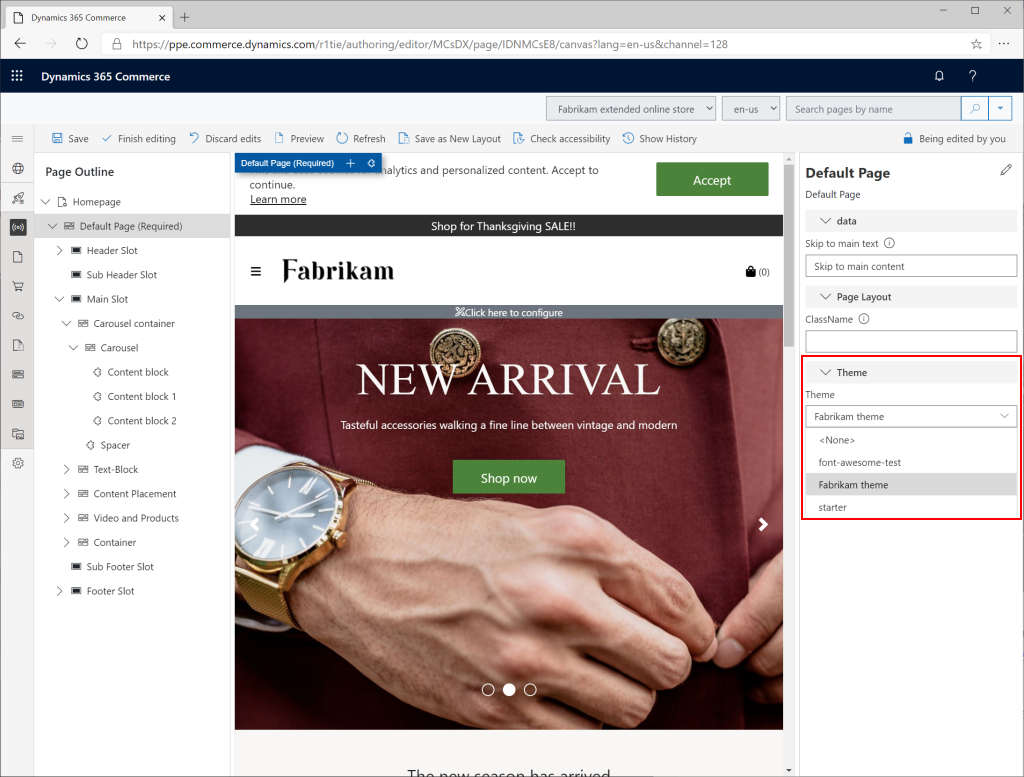 Dynamics 365 Commerce
https://ppe.commerce.dynamics.com/r1tie/authoring/editor/MCsDX/page/IDNMCsE8/canvas?lang=en-us&channel=128
Dynamics 365 Commerce
?
Fabrikam extended online store
en-us
Search pages by name
Save
Finish editing
Discard edits
Preview
Refresh
Save as New Layout
Check accessibility
Show History
Being edited by you
Page Outline
Homepage
Default Page (Required)
Header Slot
Sub Header Slot
Main Slot
Carousel container
Carousel
Content block
Content block 1
Content block 2
Spacer
Text-Block
Content Placement
Video and Products
Container
Sub Footer Slot
Footer Slot
Default Page (Required)
analytics and personalized content. Accept to
continue.
Learn more
Accept
Shop for Thanksgiving SALE!!
Fabrikam
(0)
Click here to configure
NEW ARRIVAL
Tasteful accessories walking a fine line between vintage and modern
Shop now
The new season has arrived
Default Page
Default Page
data
Skip to main text
Skip to main content
Page Layout
ClassName
Theme
Theme
Fabrikam theme
<None>
font-awesome-test
Fabrikam theme
starter